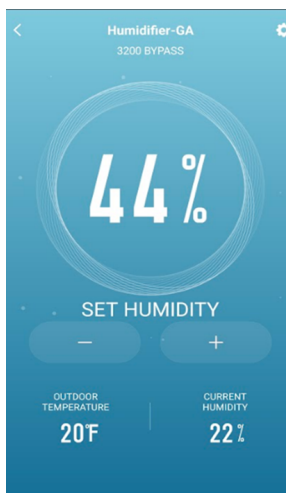 Humidifier-GA
3200 BYPASS
44%
SET HUMIDITY
− +
OUTDOOR TEMPERATURE
20°F
CURRENT HUMIDITY
22%